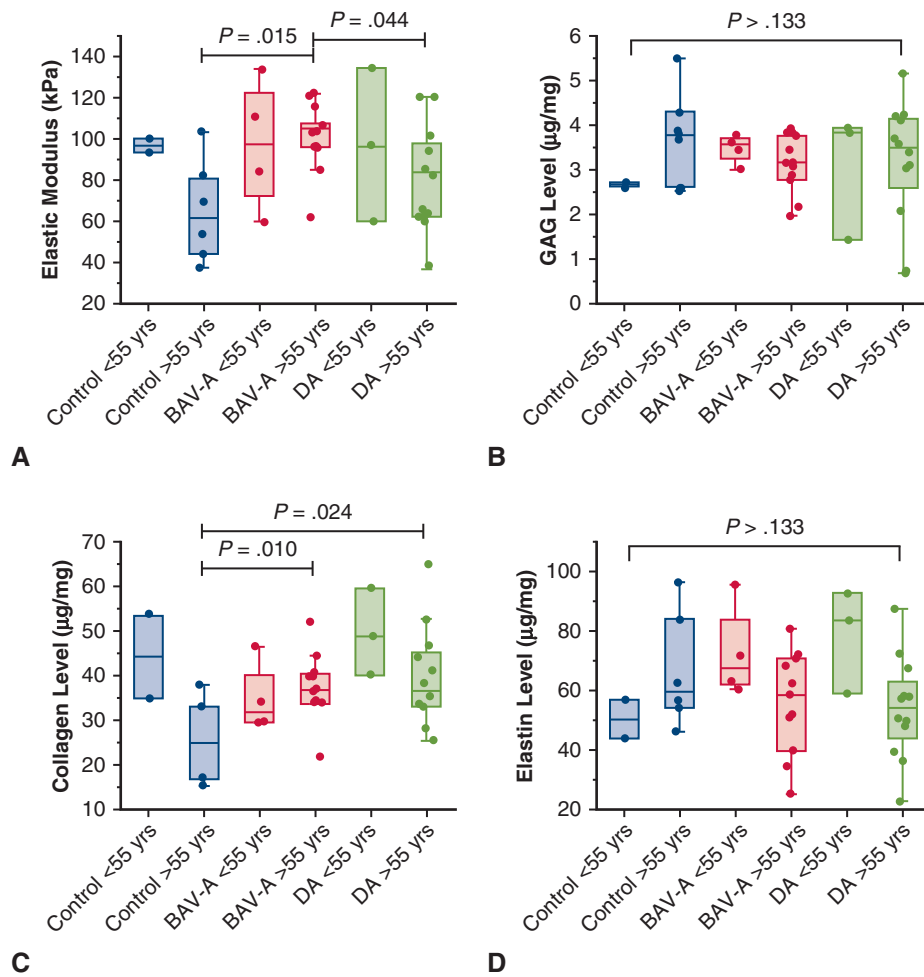 P = .044
P = .015
Elastic Modulus (kPa)
140
120
100
80
60
40
20
Control <55 yrs
Control >55 yrs
BAV-A <55 yrs
BAV-A >55 yrs
DA <55 yrs
DA >55 yrs
A
P > .133
GAG Level (µg/mg)
6
5
4
3
2
1
0
Control <55 yrs
Control >55 yrs
BAV-A <55 yrs
BAV-A >55 yrs
DA <55 yrs
DA >55 yrs
B
P = .024
P = .010
Collagen Level (µg/mg)
70
60
50
40
30
20
10
Control <55 yrs
Control >55 yrs
BAV-A <55 yrs
BAV-A >55 yrs
DA <55 yrs
DA >55 yrs
C
P > .133
Elastin Level (µg/mg)
100
80
60
40
20
Control <55 yrs
Control >55 yrs
BAV-A <55 yrs
BAV-A >55 yrs
DA <55 yrs
DA >55 yrs
D